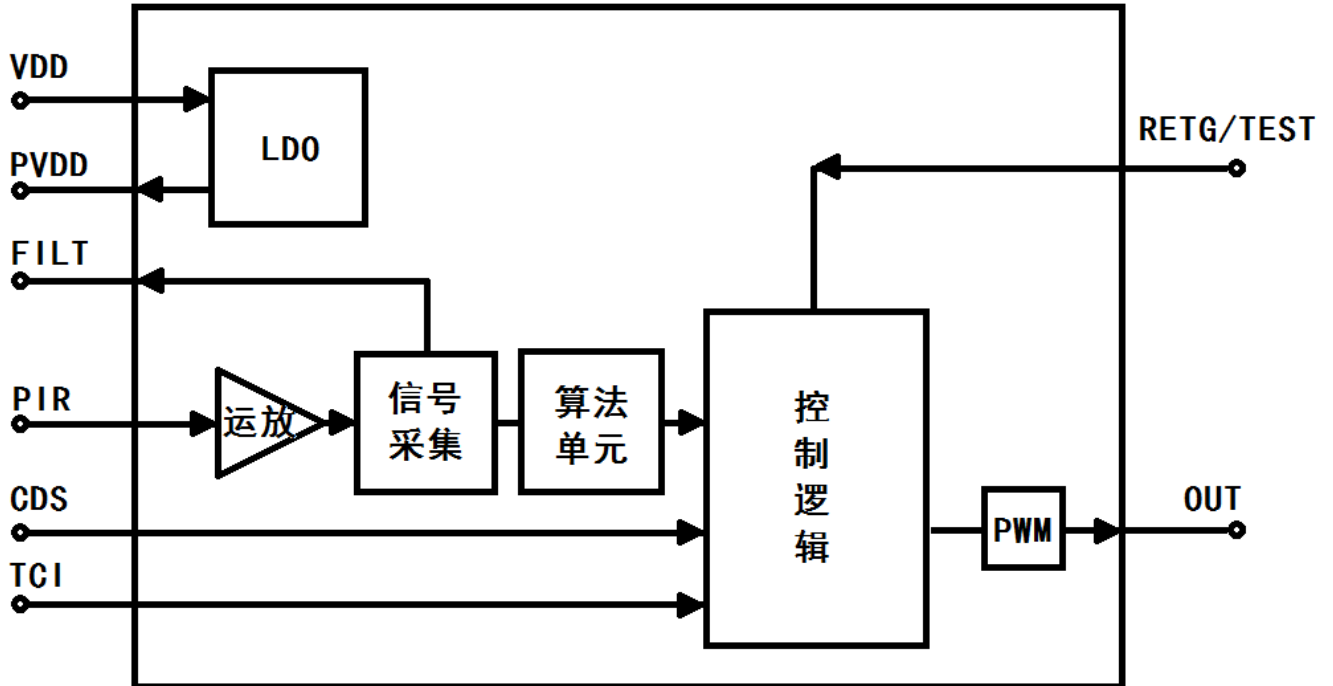 VDD
LDO
PVDD
RETG/TEST
FILT
PIR
运放
信号
采集
算法
单元
控
制
逻
辑
CDS
PWM
OUT
TCI